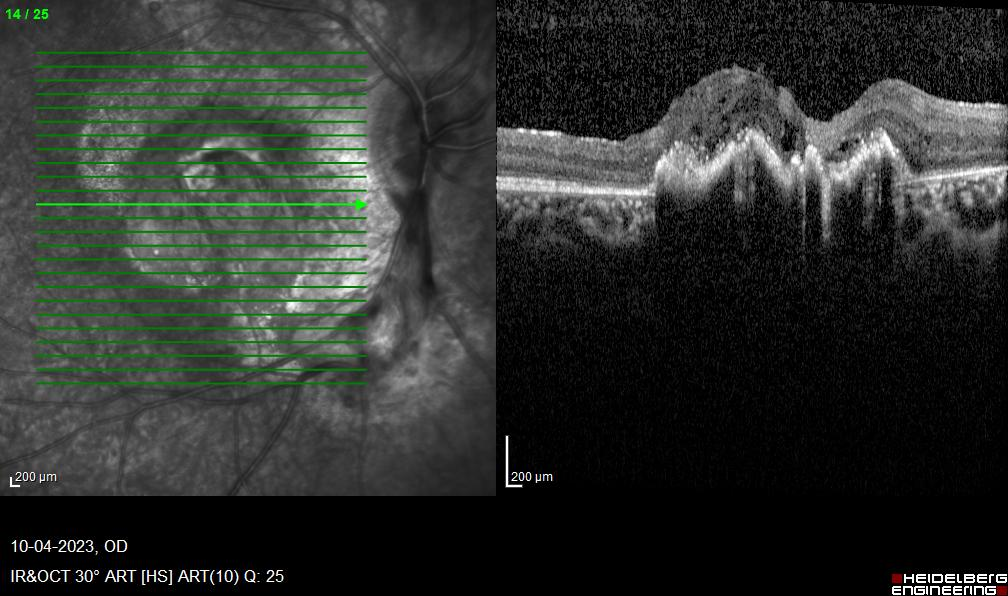 14 / 25
200 µm
200 µm
10-04-2023, OD
IR&OCT 30° ART [HS] ART(10) Q: 25
HEIDELBERG
ENGINEERING